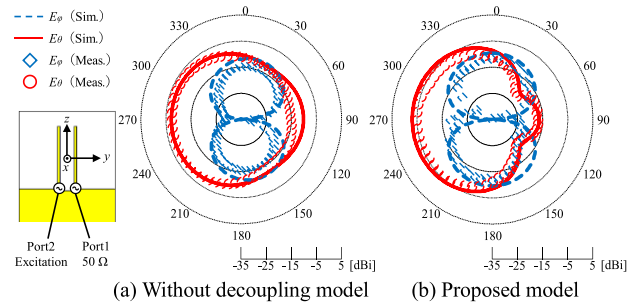 Eφ (Sim.)
Eθ (Sim.)
Eφ (Meas.)
Eθ (Meas.)
z
x
y
Port2
Excitation
Port1
50 Ω
0
30
60
90
120
150
180
210
240
270
300
330
-35 -25 -15 -5 5 [dBi]
(a) Without decoupling model
0
30
60
90
120
150
180
210
240
270
300
330
-35 -25 -15 -5 5 [dBi]
(b) Proposed model